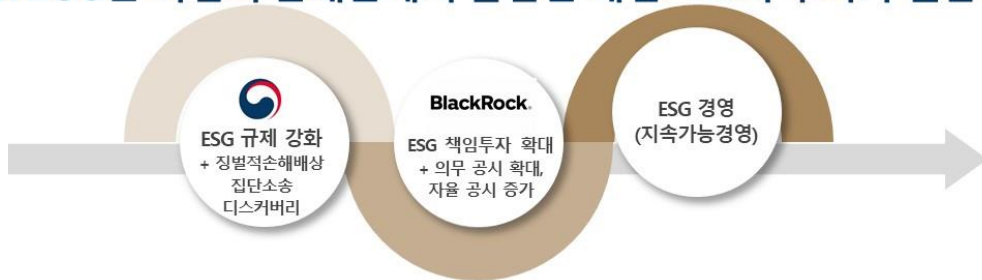 ESG 규제 강화
+ 징벌적손해배상
집단소송
디스커버리
BlackRock.
ESG 책임투자 확대
+ 의무 공시 확대,
자율 공시 증가
ESG 경영
(지속가능경영)